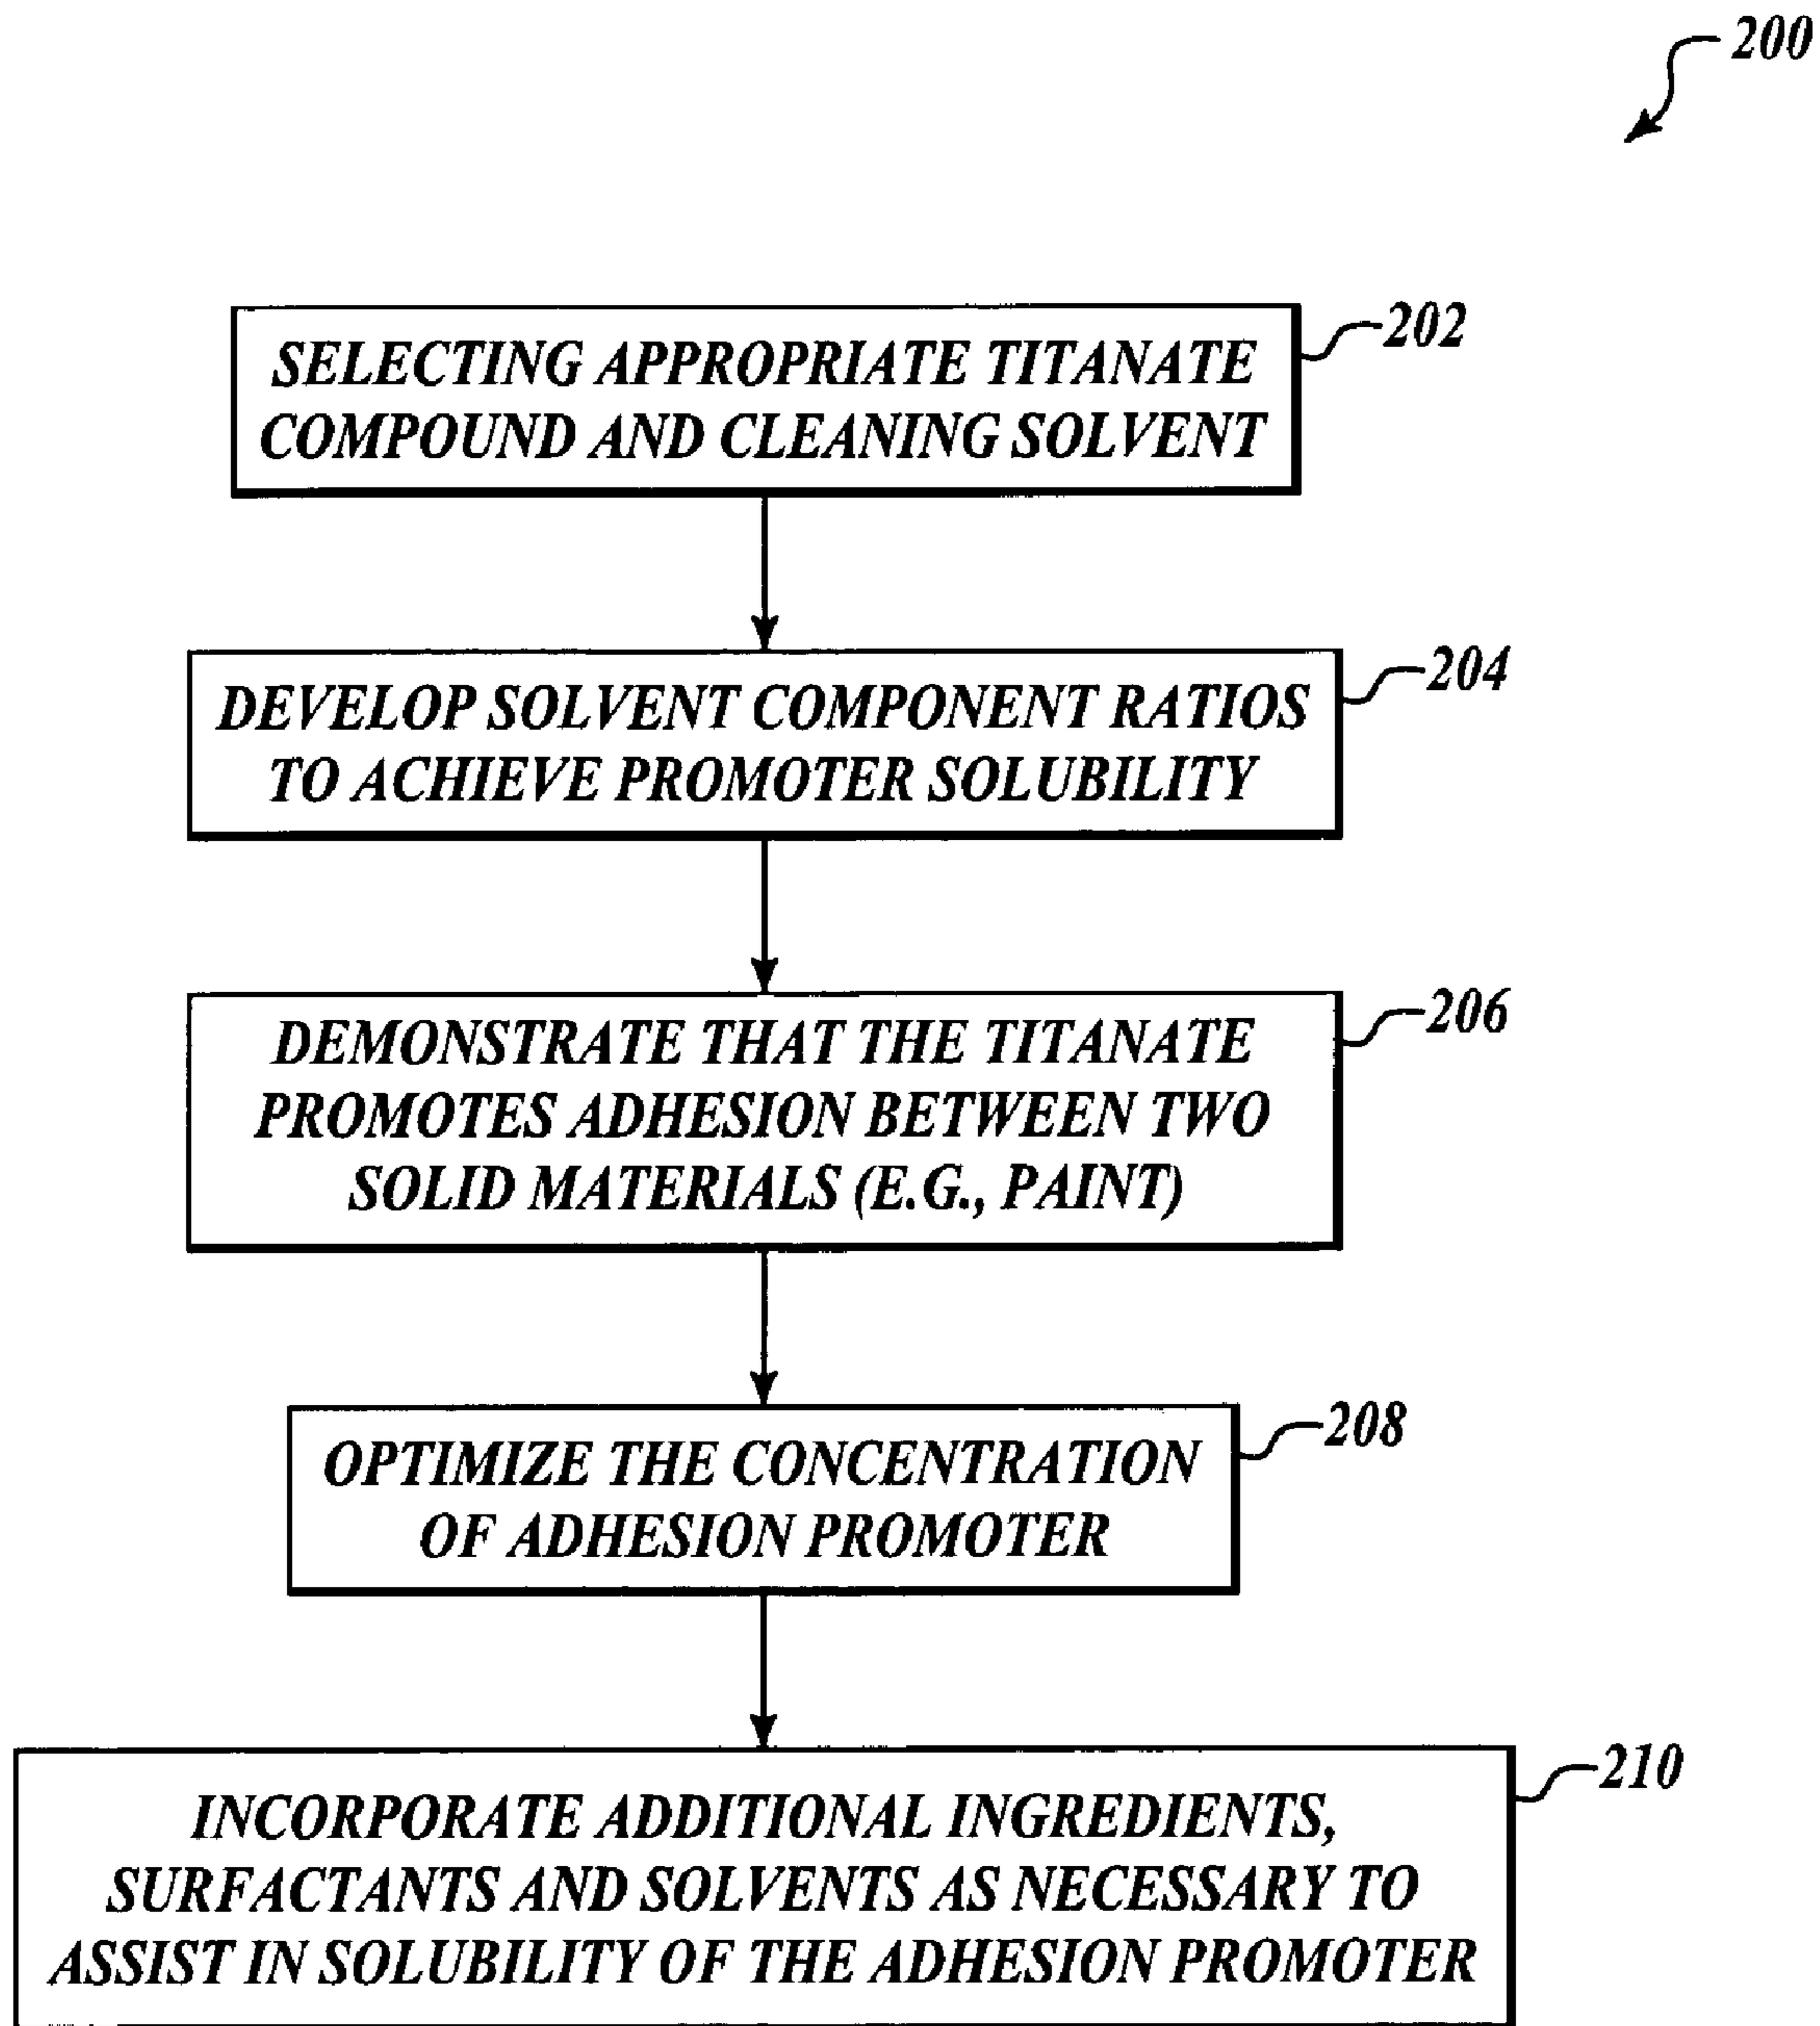 200
202
SELECTING APPROPRIATE TITANATE
COMPOUND AND CLEANING SOLVENT
204
DEVELOP SOLVENT COMPONENT RATIOS
TO ACHIEVE PROMOTER SOLUBILITY
206
DEMONSTRATE THAT THE TITANATE
PROMOTES ADHESION BETWEEN TWO
SOLID MATERIALS (E.G., PAINT)
208
OPTIMIZE THE CONCENTRATION
OF ADHESION PROMOTER
210
INCORPORATE ADDITIONAL INGREDIENTS,
SURFACTANTS AND SOLVENTS AS NECESSARY TO
ASSIST IN SOLUBILITY OF THE ADHESION PROMOTER